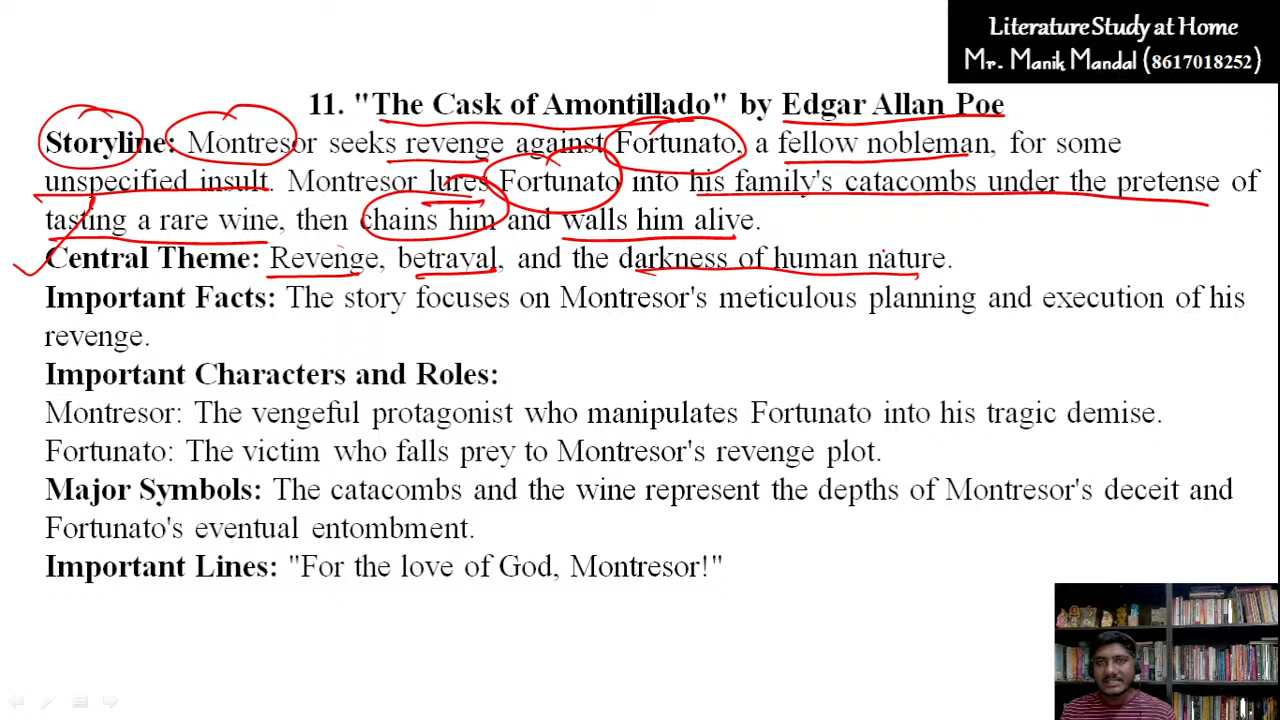 Literature Study at Home
Mr. Manik Mandal (8617018252)
11. "The Cask of Amontillado" by Edgar Allan Poe
Storyline: Montresor seeks revenge against Fortunato, a fellow nobleman, for some
unspecified insult. Montresor lures Fortunato into his family's catacombs under the pretense of
tasting a rare wine, then chains him and walls him alive.
Central Theme: Revenge, betrayal, and the darkness of human nature.
Important Facts: The story focuses on Montresor's meticulous planning and execution of his
revenge.
Important Characters and Roles:
Montresor: The vengeful protagonist who manipulates Fortunato into his tragic demise.
Fortunato: The victim who falls prey to Montresor's revenge plot.
Major Symbols: The catacombs and the wine represent the depths of Montresor's deceit and
Fortunato's eventual entombment.
Important Lines: "For the love of God, Montresor!"